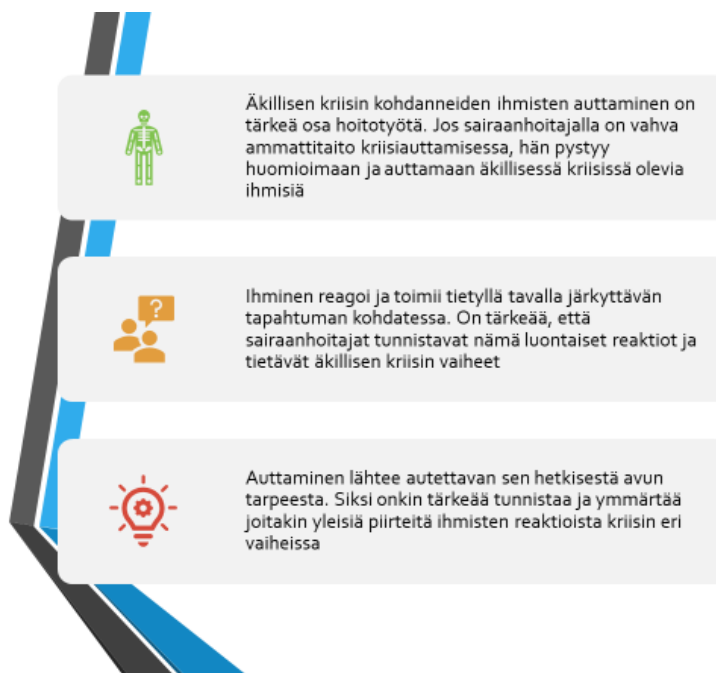 Äkillisen kriisin kohdanneiden ihmisten auttaminen on
tärkeä osa hoitotyötä. Jos sairaanhoitajalla on vahva
ammattitaito kriisiauttamisessa, hän pystyy
huomioimaan ja auttamaan äkillisessä kriisissä olevia
ihmisiä
?
Ihminen reagoi ja toimii tietyllä tavalla järkyttävän
tapahtuman kohdatessa. On tärkeää, että
sairaanhoitajat tunnistavat nämä luontaiset reaktiot ja
tietävät äkillisen kriisin vaiheet
Auttaminen lähtee autettavan sen hetkisestä avun
tarpeesta. Siksi onkin tärkeää tunnistaa ja ymmärtää
joitakin yleisiä piirteitä ihmisten reaktioista kriisin eri
vaiheissa